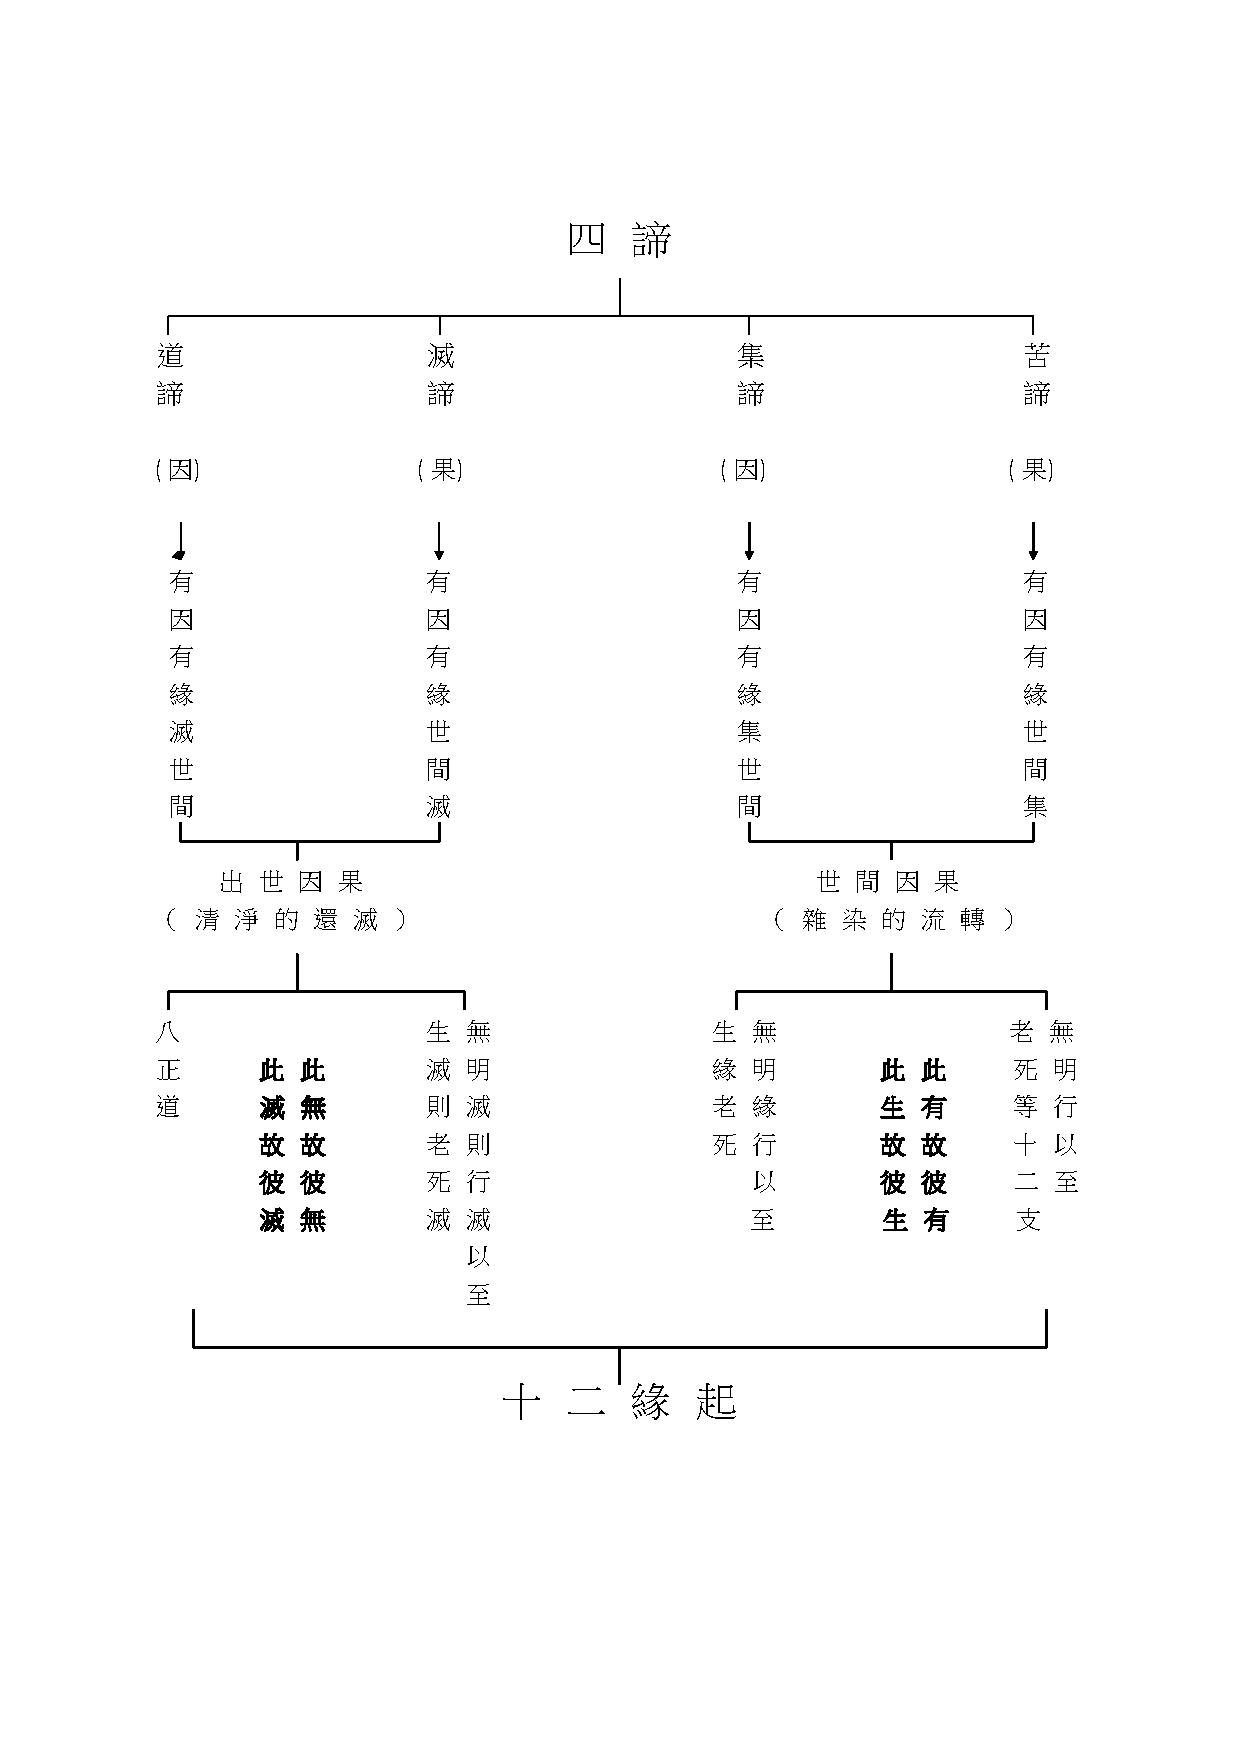 四諦
苦諦
(果)
有因有緣世間集
集諦
(因)
有因有緣集世間
滅諦
(果)
有因有緣世間滅
道諦
(因)
有因有緣滅世間
世間因果
（雜染的流轉）
無明行以至
老死等十二支
此有故彼有
此生故彼生
無明緣行以至
生緣老死
出世因果
（清淨的還滅）
無明滅則行滅以至
生滅則老死滅
此無故彼無
此滅故彼滅
八正道
十二緣起